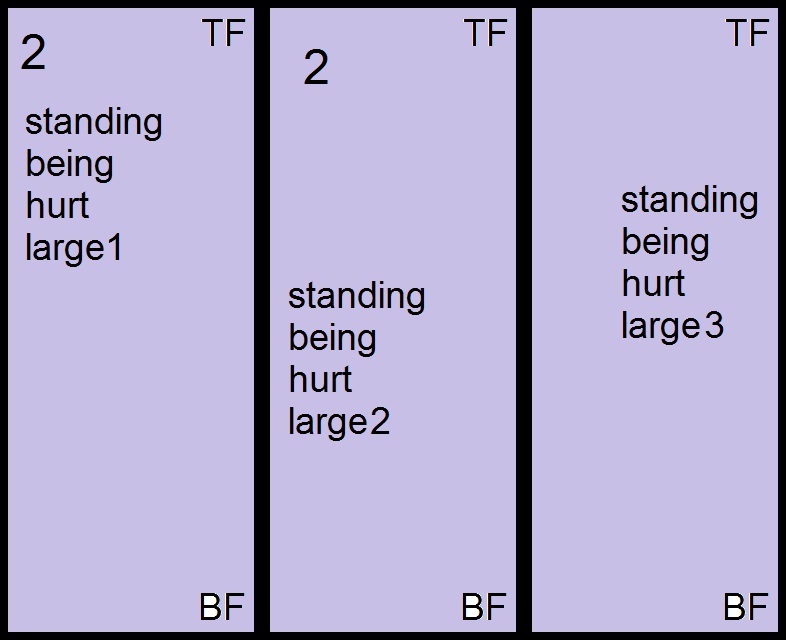 TF
2
standing
being
hurt
large1
BF
TF
2
standing
being
hurt
large2
BF
TF
standing
being
hurt
large3
BF